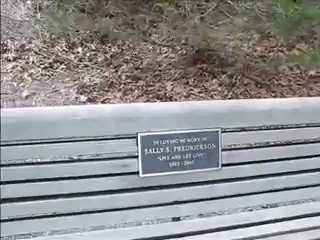 IN LOVING MEMORY OF
SALLY S. FREDRICKSON
"LIVE AND LET LIVE"